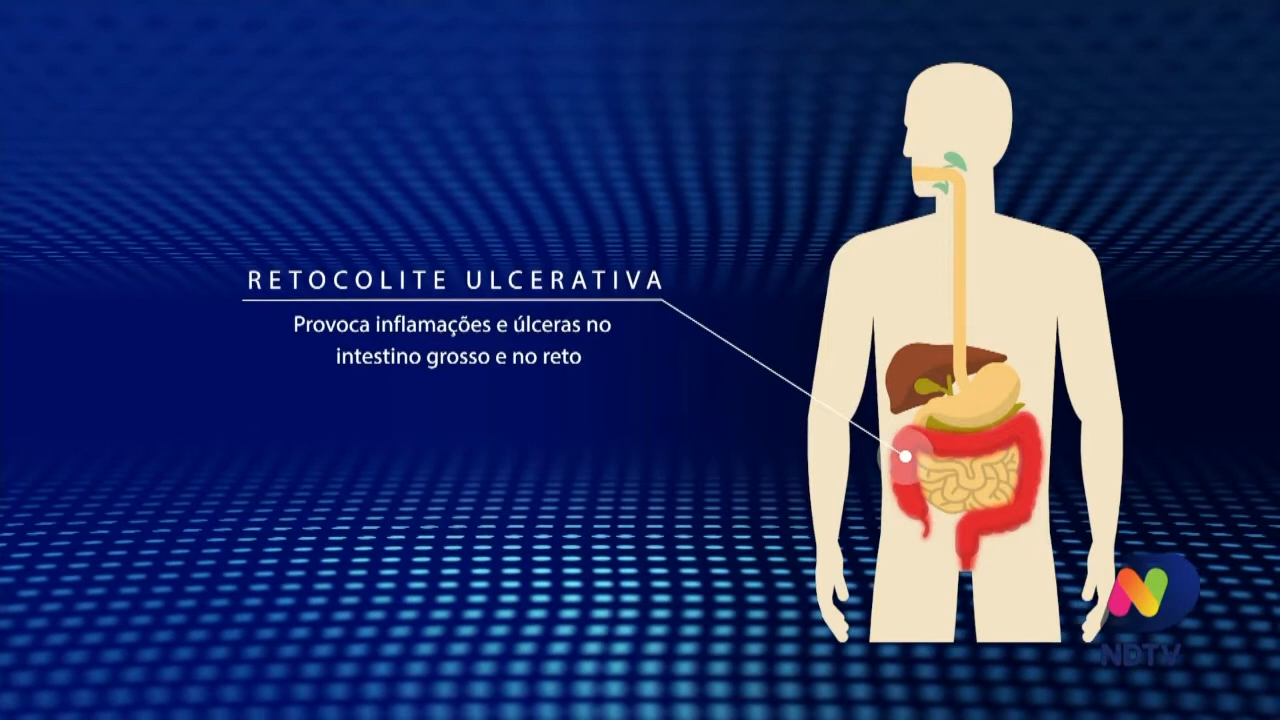 RETOCOLITE ULCERATIVA
Provoca inflamações e úlceras no
intestino grosso e no reto
NDTV